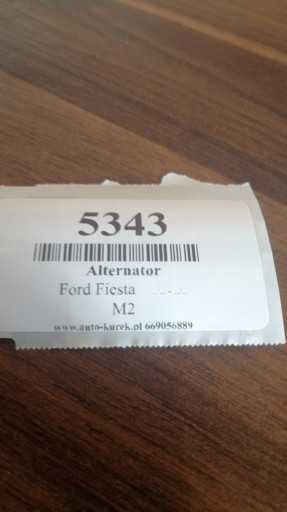 5343
Alternator
Ford Fiesta
M2
www.auto-kurek.pl 669056889